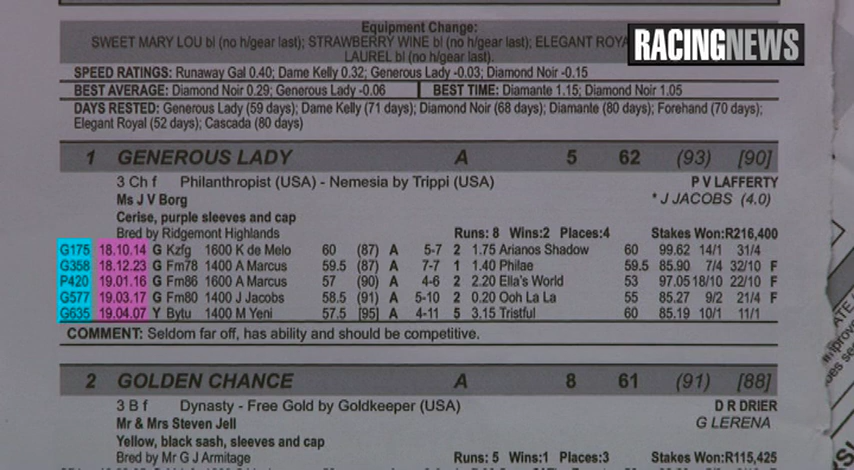 RACINGNEWS
Equipment Change:
SWEET MARY LOU bl (no h/gear last); STRAWBERRY WINE bl (no h/gear last); ELEGANT ROYA
LAUREL bl (no h/gear last).
SPEED RATINGS: Runaway Gal 0.40; Dame Kelly 0.32; Generous Lady -0.03; Diamond Noir -0.15
BEST AVERAGE: Diamond Noir 0.29; Generous Lady -0.06 BEST TIME: Diamante 1.15; Diamond Noir 1.05
DAYS RESTED: Generous Lady (59 days); Dame Kelly (71 days); Diamond Noir (68 days); Diamante (80 days); Forehand (70 days);
Elegant Royal (52 days); Cascada (80 days)
1 GENEROUS LADY A 5 62 (93) [90]
3 Ch f Philanthropist (USA) - Nemesia by Trippi (USA) P V LAFFERTY
Ms J V Borg * J JACOBS (4.0)
Cerise, purple sleeves and cap
Bred by Ridgemont Highlands Runs: 8 Wins:2 Places:4 Stakes Won:R216,400
G175 18.10.14 G Kzfg 1600 K de Melo 60 (87) A 5-7 2 1.75 Arianos Shadow 60 99.62 14/1 31/4
G358 18.12.23 G Fm78 1400 A Marcus 59.5 (87) A 7-7 1 1.40 Philae 59.5 85.90 7/4 32/10 F
P420 19.01.16 G Fm86 1600 A Marcus 57 (90) A 4-6 2 2.20 Ella's World 53 97.05 18/10 22/10 F
G577 19.03.17 G Fm80 1400 J Jacobs 58.5 (91) A 5-10 2 0.20 Ooh La La 55 85.27 9/2 21/4 F
G635 19.04.07 Y Bytu 1400 M Yeni 57.5 [95] A 4-11 5 3.15 Tristful 60 85.19 10/1 11/1
COMMENT: Seldom far off, has ability and should be competitive.
2 GOLDEN CHANCE A 8 61 (91) [88]
3 B f Dynasty - Free Gold by Goldkeeper (USA) D R DRIER
Mr & Mrs Steven Jell G LERENA
Yellow, black sash, sleeves and cap
Bred by Mr G J Armitage Runs: 5 Wins:1 Places:3 Stakes Won:R115,425